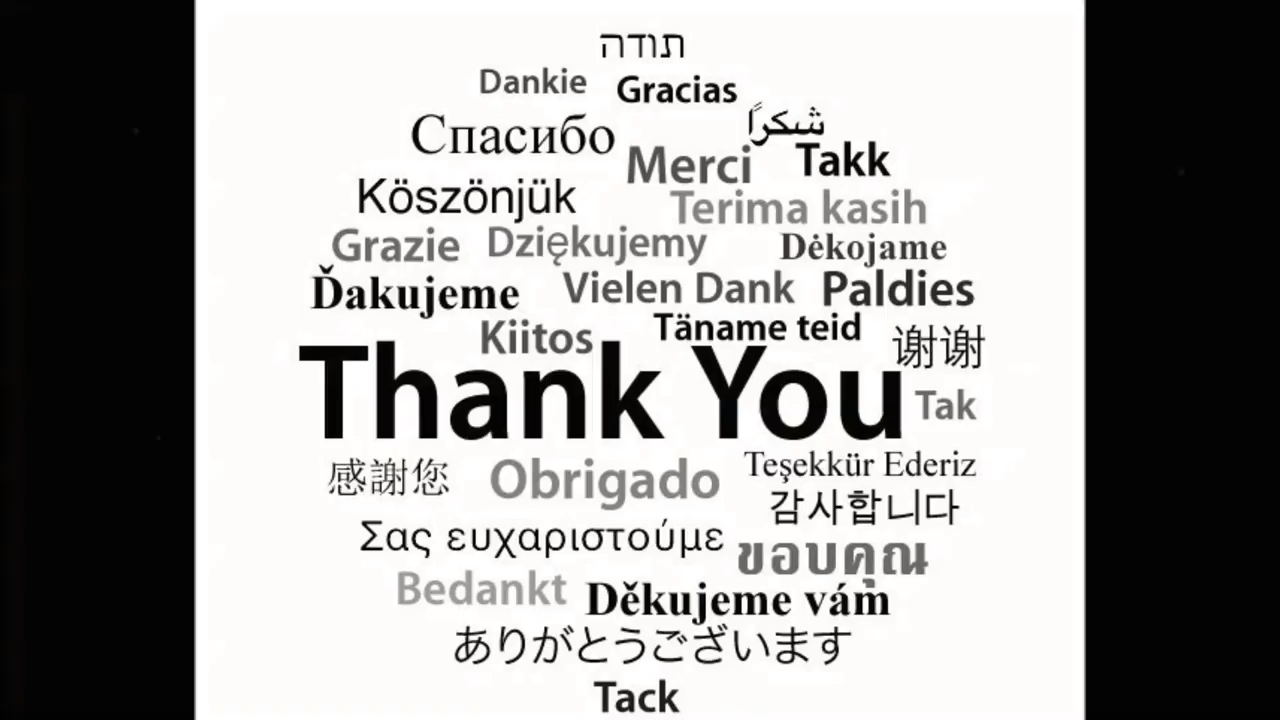 תודה
Dankie
Gracias
Спасибо
شكراً
Merci
Takk
Köszönjük
Terima kasih
Grazie
Dziękujemy
Dėkojame
Ďakujeme
Vielen Dank
Paldies
Kiitos
Täname teid
谢谢
Thank You
Tak
感謝您
Obrigado
Teşekkür Ederiz
감사합니다
Σας ευχαριστούμε
ขอบคุณ
Bedankt
Děkujeme vám
ありがとうございます
Tack